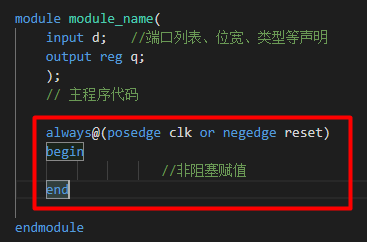 module module_name(
input d; //端口列表、位宽、类型等声明
output reg q;
);
// 主程序代码
always@(posedge clk or negedge reset)
begin
//非阻塞赋值
end
endmodule